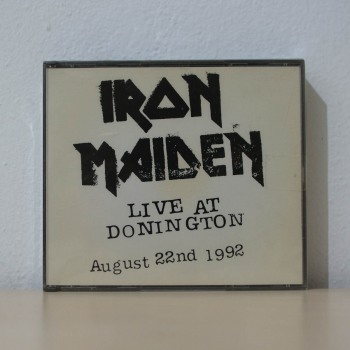 IRON
MAIDEN
LIVE AT
DONINGTON
August 22nd 1992